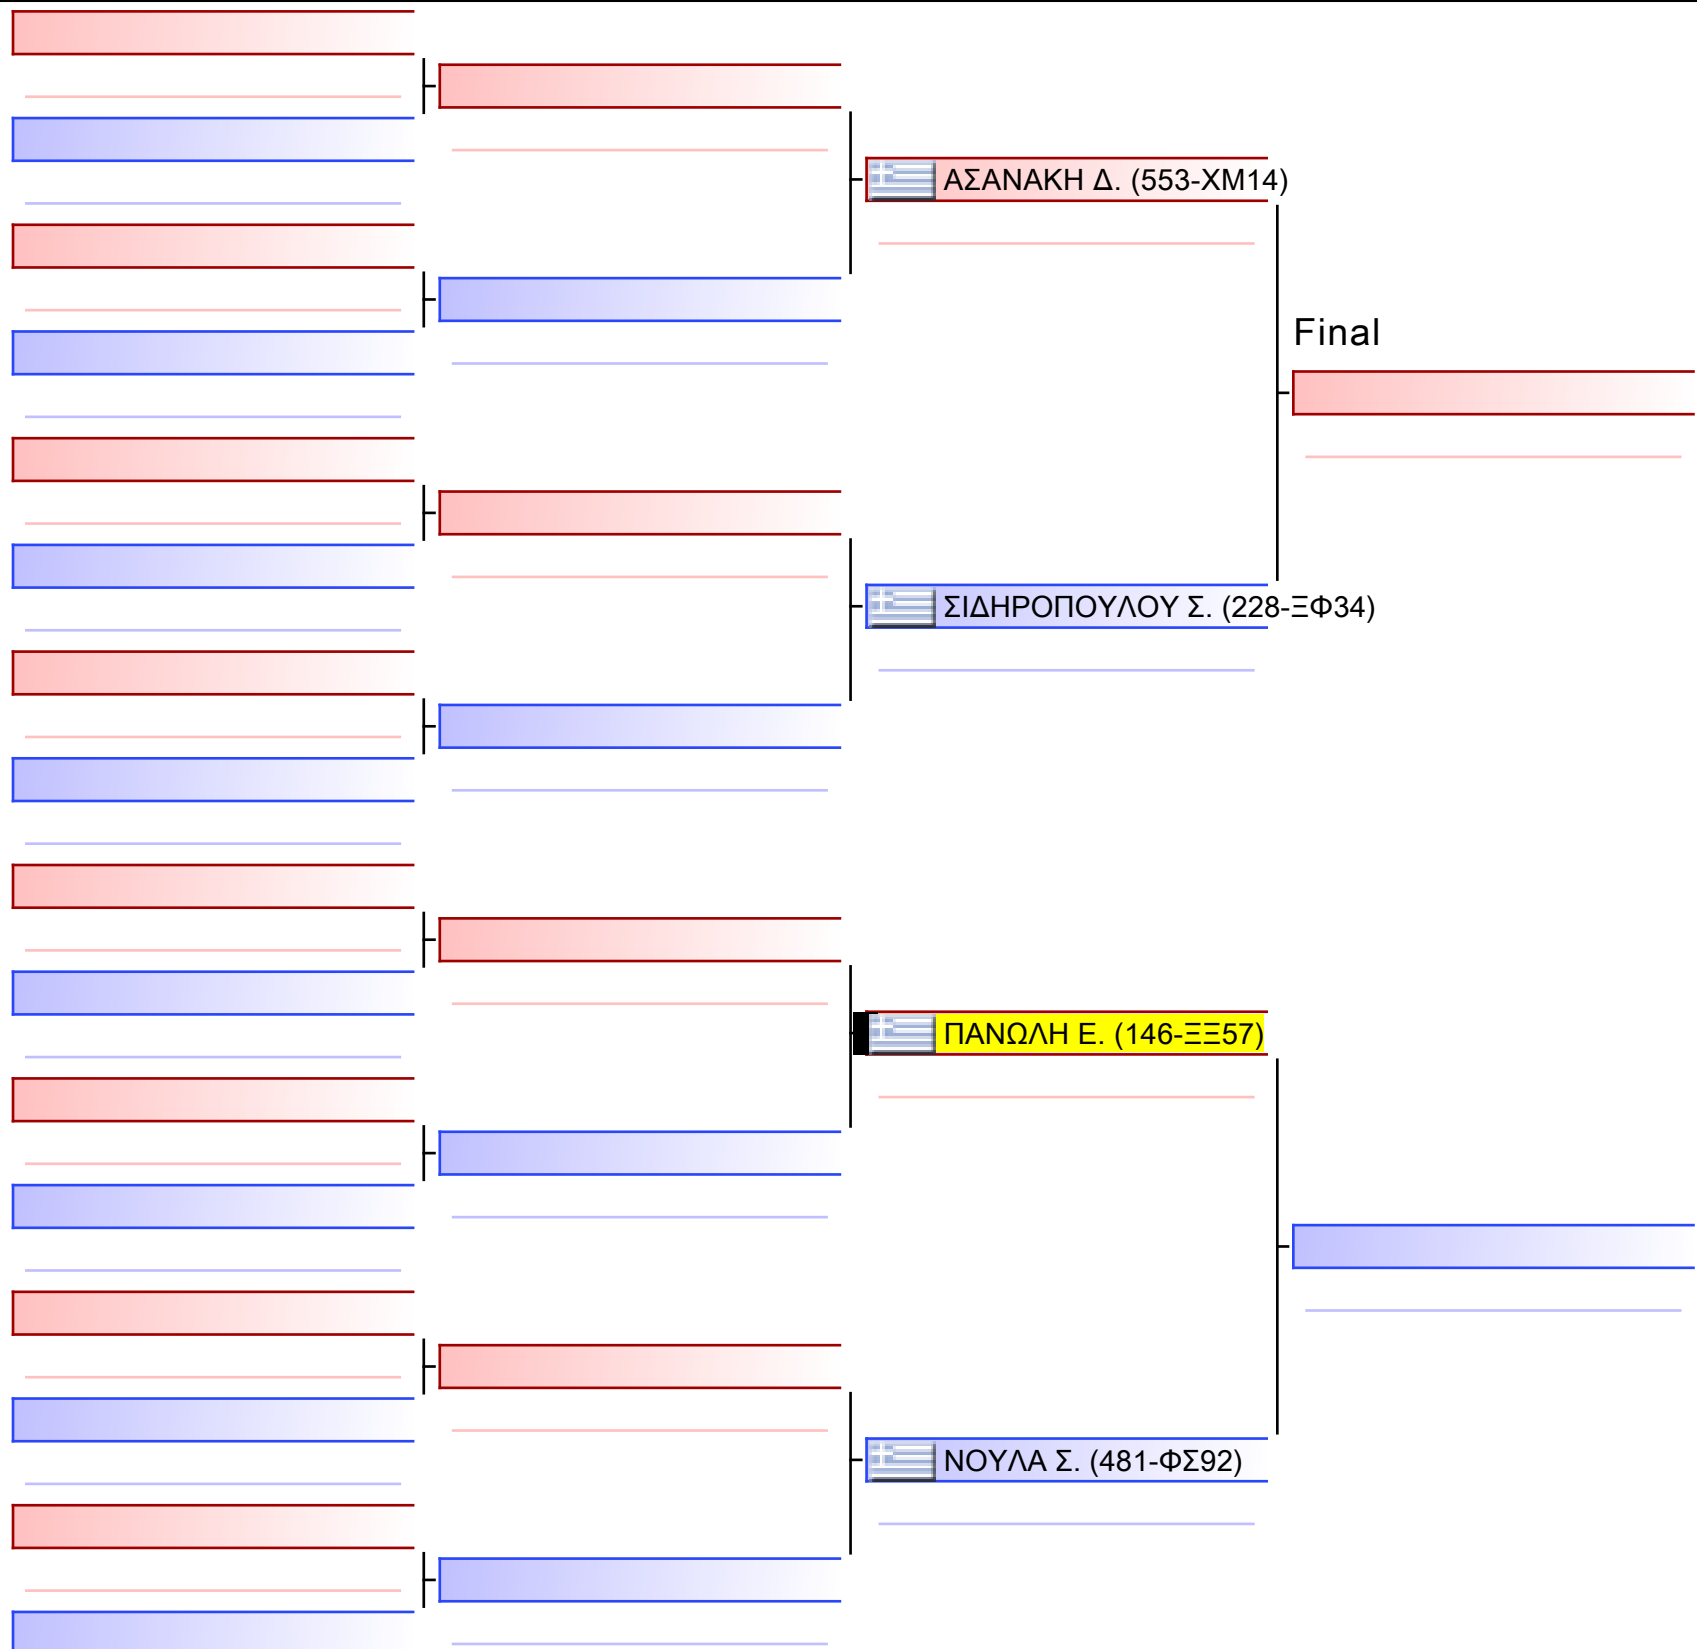 ΑΣΑΝΑΚΗ Δ. (553-ΧΜ14)
Final
ΣΙΔΗΡΟΠΟΥΛΟΥ Σ. (228-ΞΦ34)
ΠΑΝΩΛΗ Ε. (146-ΞΞ57)
ΝΟΥΛΑ Σ. (481-ΦΣ92)